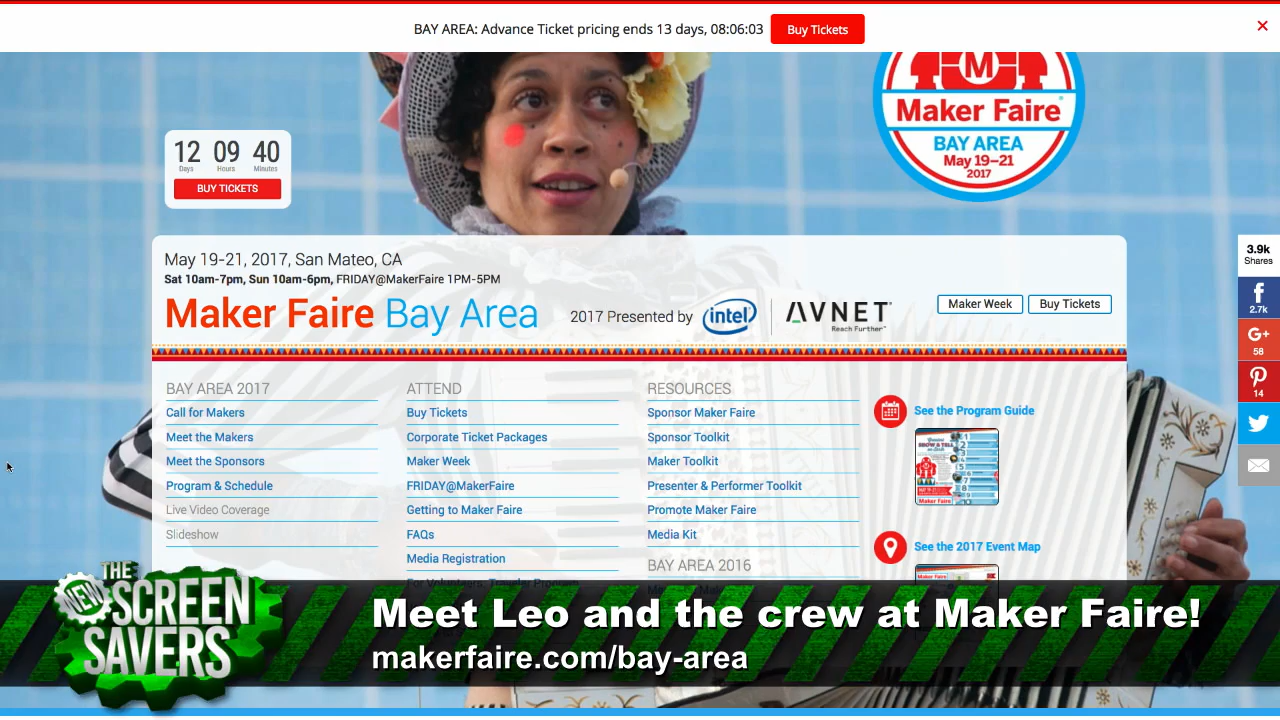 BAY AREA: Advance Ticket pricing ends 13 days, 08:06:03
Buy Tickets
×
M
Maker Faire
BAY AREA
May 19-21
2017
12 09 40
Days Hours Minutes
BUY TICKETS
May 19-21, 2017, San Mateo, CA
Sat 10am-7pm, Sun 10am-6pm, FRIDAY@MakerFaire 1PM-5PM
Maker Faire Bay Area
2017 Presented by intel AVNET
Reach Further™
Maker Week
Buy Tickets
3.9k
Shares
2.7k
G+
58
14
BAY AREA 2017
Call for Makers
Meet the Makers
Meet the Sponsors
Program & Schedule
Live Video Coverage
Slideshow
ATTEND
Buy Tickets
Corporate Ticket Packages
Maker Week
FRIDAY@MakerFaire
Getting to Maker Faire
FAQs
Media Registration
RESOURCES
Sponsor Maker Faire
Sponsor Toolkit
Maker Toolkit
Presenter & Performer Toolkit
Promote Maker Faire
Media Kit
BAY AREA 2016
See the Program Guide
See the 2017 Event Map
THE
NEW
SCREEN
SAVERS
Meet Leo and the crew at Maker Faire!
makerfaire.com/bay-area